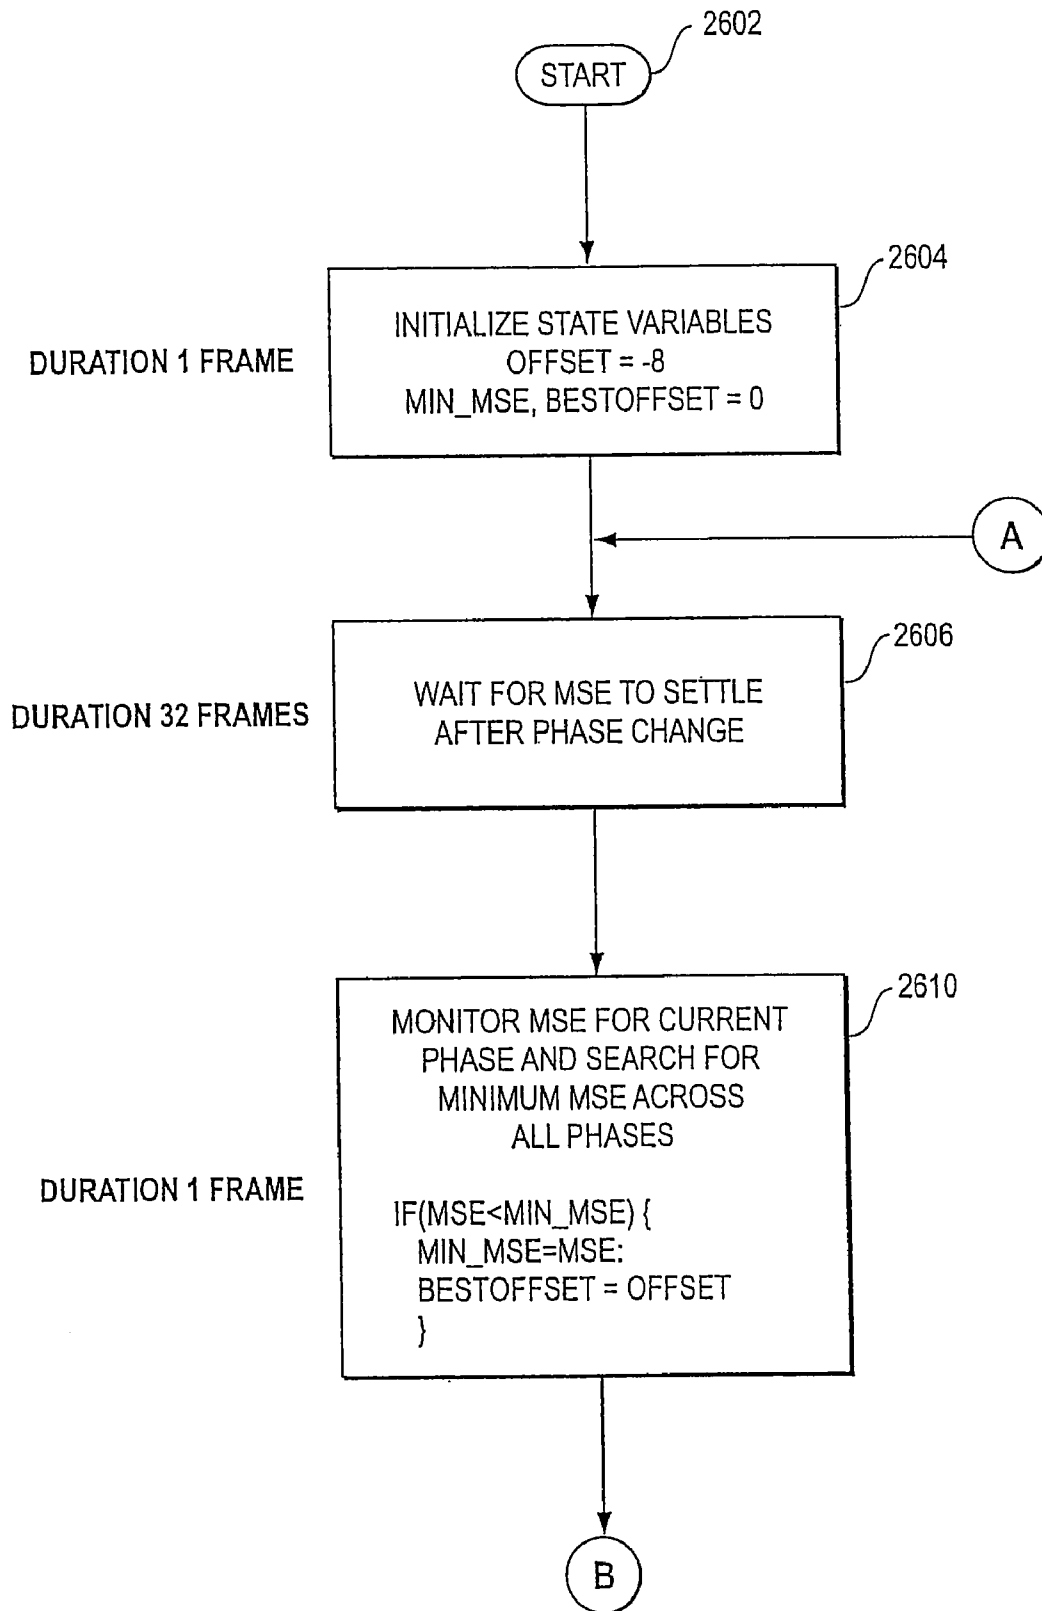 2602
START
2604
INITIALIZE STATE VARIABLES
OFFSET = -8
MIN_MSE, BESTOFFSET = 0
DURATION 1 FRAME
A
2606
WAIT FOR MSE TO SETTLE
AFTER PHASE CHANGE
DURATION 32 FRAMES
2610
MONITOR MSE FOR CURRENT
PHASE AND SEARCH FOR
MINIMUM MSE ACROSS
ALL PHASES
DURATION 1 FRAME
IF(MSE<MIN_MSE) {
MIN_MSE=MSE:
BESTOFFSET = OFFSET
}
B